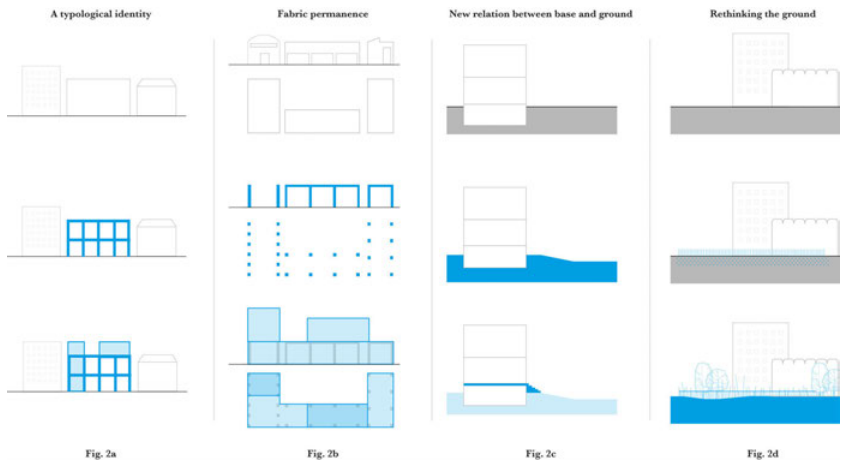 A typological identity
Fabric permanence
New relation between base and ground
Rethinking the ground
Fig. 2a
Fig. 2b
Fig. 2c
Fig. 2d